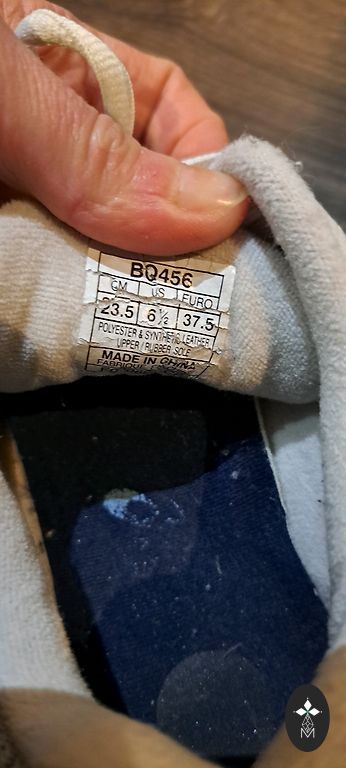 BQ456
CM US EURO
23.5 6½ 37.5
POLYESTER & SYNTHETIC LEATHER
UPPER / RUBBER SOLE
MADE IN CHINA
M